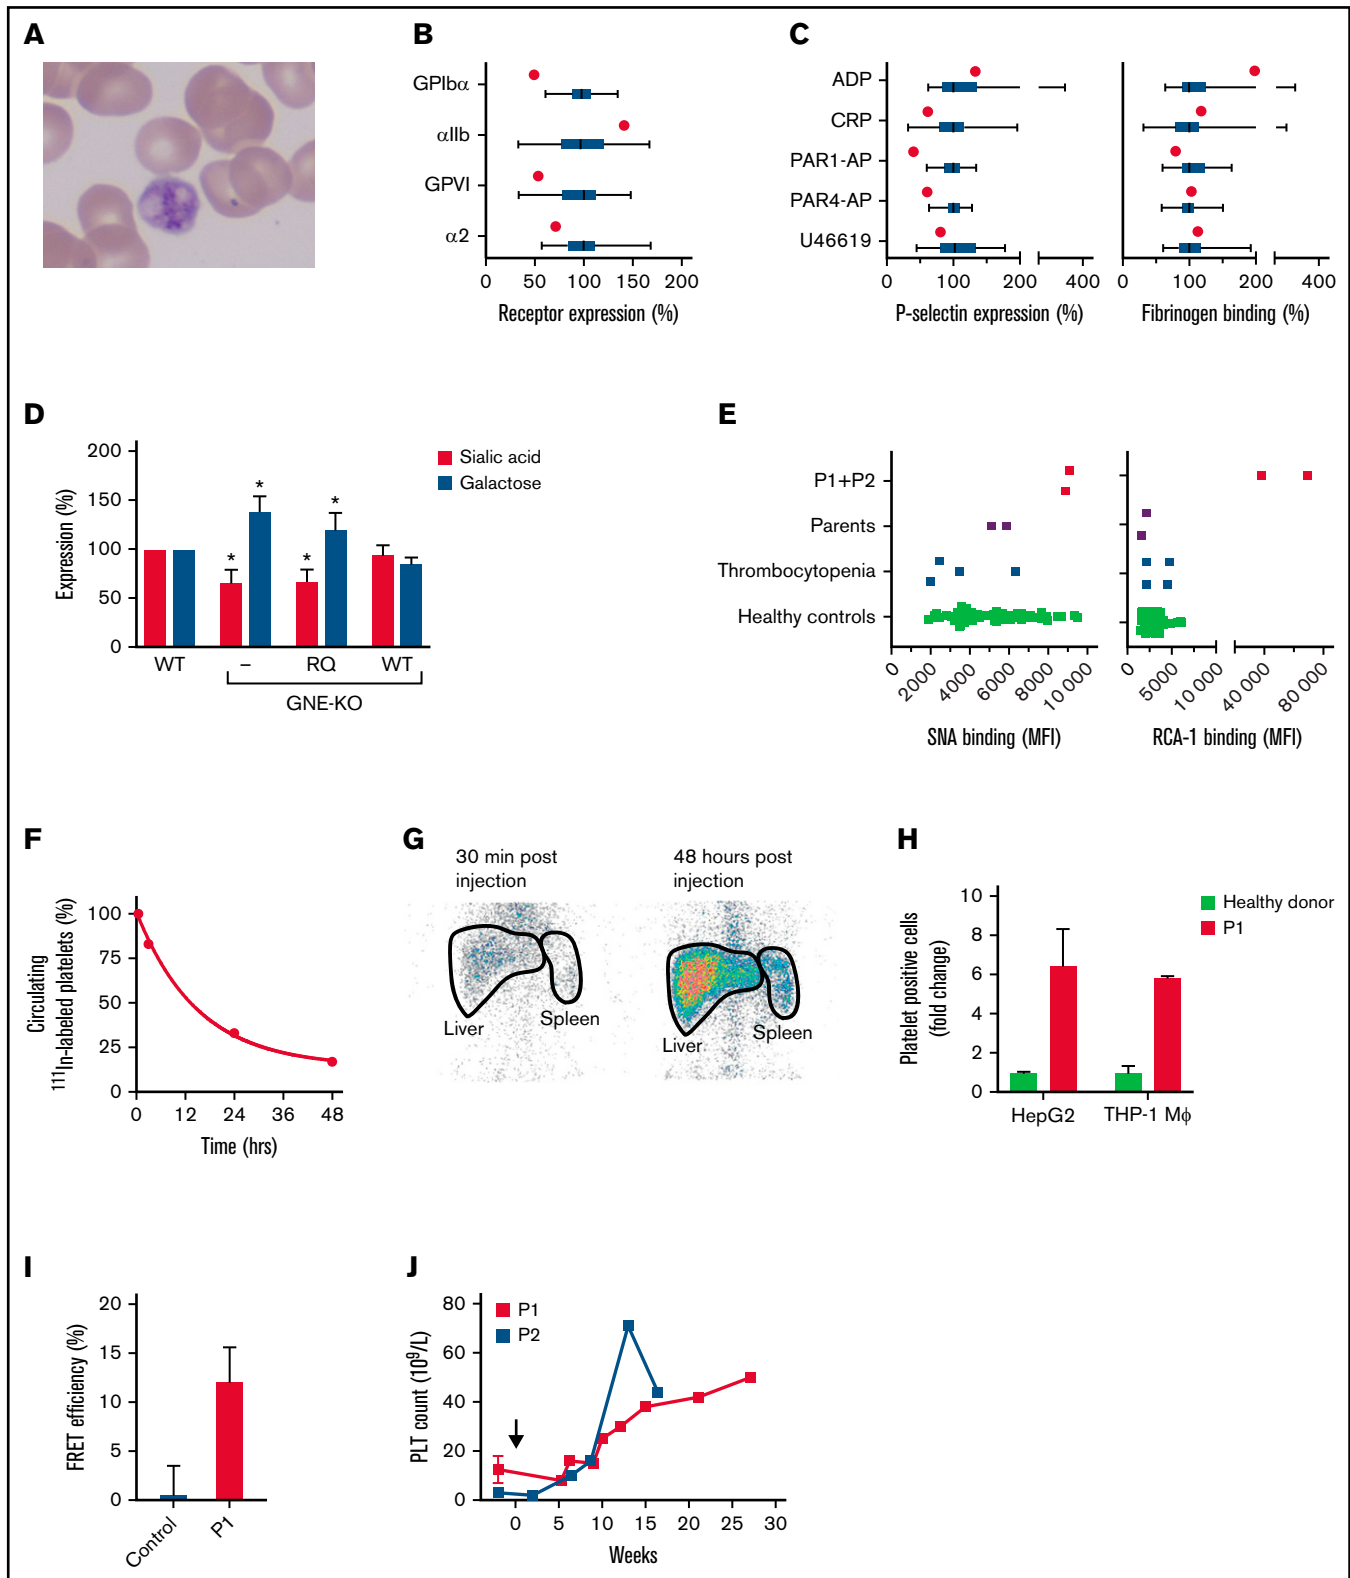 A
B
GPIbα
αIIb
GPVI
α2
0 50 100 150 200
Receptor expression (%)
C
ADP
CRP
PAR1-AP
PAR4-AP
U46619
0 100 200 400
P-selectin expression (%)
0 100 200 400
Fibrinogen binding (%)
D
200
150
100
50
0
Expression (%)
* * * *
Sialic acid
Galactose
WT – RQ WT
GNE-KO
E
P1+P2
Parents
Thrombocytopenia
Healthy controls
0 2000 4000 6000 8000 10 000
SNA binding (MFI)
0 5000 10 000 40 000 80 000
RCA-1 binding (MFI)
F
100
75
50
25
0
Circulating
¹¹¹In-labeled platelets (%)
0 12 24 36 48
Time (hrs)
G
30 min post
injection
Liver
Spleen
48 hours post
injection
Liver
Spleen
H
10
8
6
4
2
0
Platelet positive cells
(fold change)
Healthy donor
P1
HepG2 THP-1 Mϕ
I
20
15
10
5
0
FRET efficiency (%)
Control P1
J
80
60
40
20
0
PLT count (10⁹/L)
P1
P2
0 5 10 15 20 25 30
Weeks